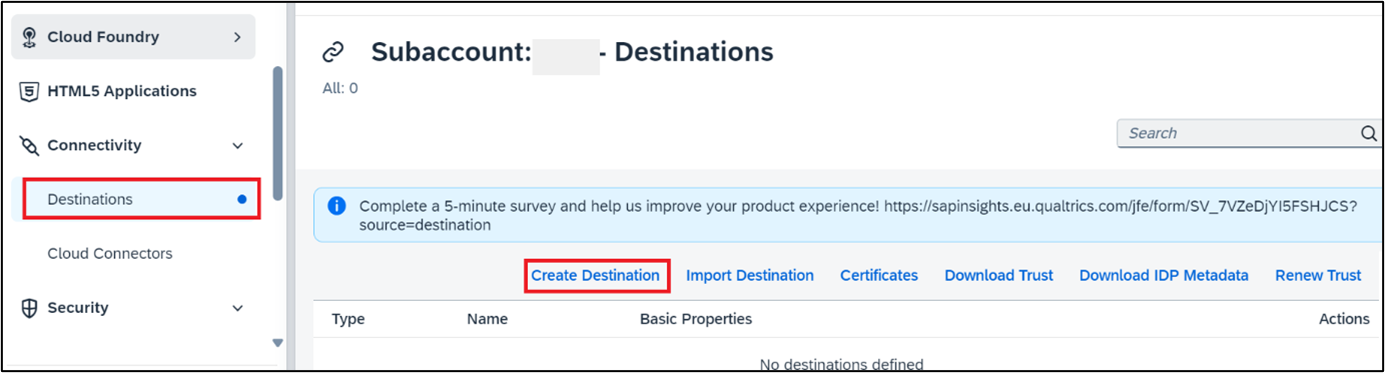 Cloud Foundry
HTML5 Applications
Connectivity
Destinations
Cloud Connectors
Security
Subaccount: - Destinations
All: 0
Search
Complete a 5-minute survey and help us improve your product experience! https://sapinsights.eu.qualtrics.com/jfe/form/SV_7VZeDjYI5FSHJCS?
source=destination
Create Destination Import Destination Certificates Download Trust Download IDP Metadata Renew Trust
Type Name Basic Properties Actions
No destinations defined